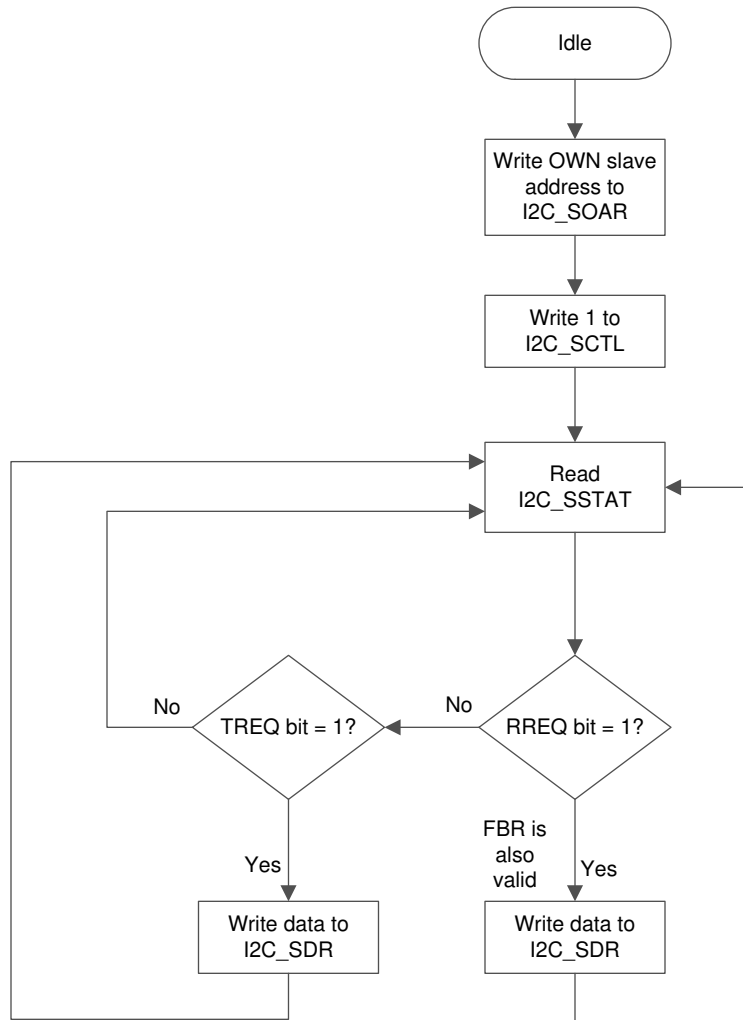 Idle
Write OWN slave
address to
I2C_SOAR
Write 1 to
I2C_SCTL
Read
I2C_SSTAT
No
TREQ bit = 1?
No
RREQ bit = 1?
Yes
FBR is
also
valid
Yes
Write data to
I2C_SDR
Write data to
I2C_SDR